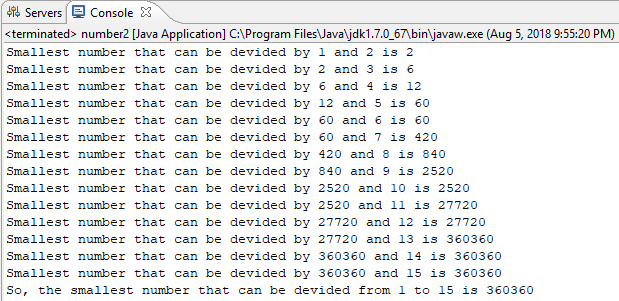 Servers Console
<terminated> number2 [Java Application] C:\Program Files\Java\jdk1.7.0_67\bin\javaw.exe (Aug 5, 2018 9:55:20 PM)
Smallest number that can be devided by 1 and 2 is 2
Smallest number that can be devided by 2 and 3 is 6
Smallest number that can be devided by 6 and 4 is 12
Smallest number that can be devided by 12 and 5 is 60
Smallest number that can be devided by 60 and 6 is 60
Smallest number that can be devided by 60 and 7 is 420
Smallest number that can be devided by 420 and 8 is 840
Smallest number that can be devided by 840 and 9 is 2520
Smallest number that can be devided by 2520 and 10 is 2520
Smallest number that can be devided by 2520 and 11 is 27720
Smallest number that can be devided by 27720 and 12 is 27720
Smallest number that can be devided by 27720 and 13 is 360360
Smallest number that can be devided by 360360 and 14 is 360360
Smallest number that can be devided by 360360 and 15 is 360360
So, the smallest number that can be devided from 1 to 15 is 360360